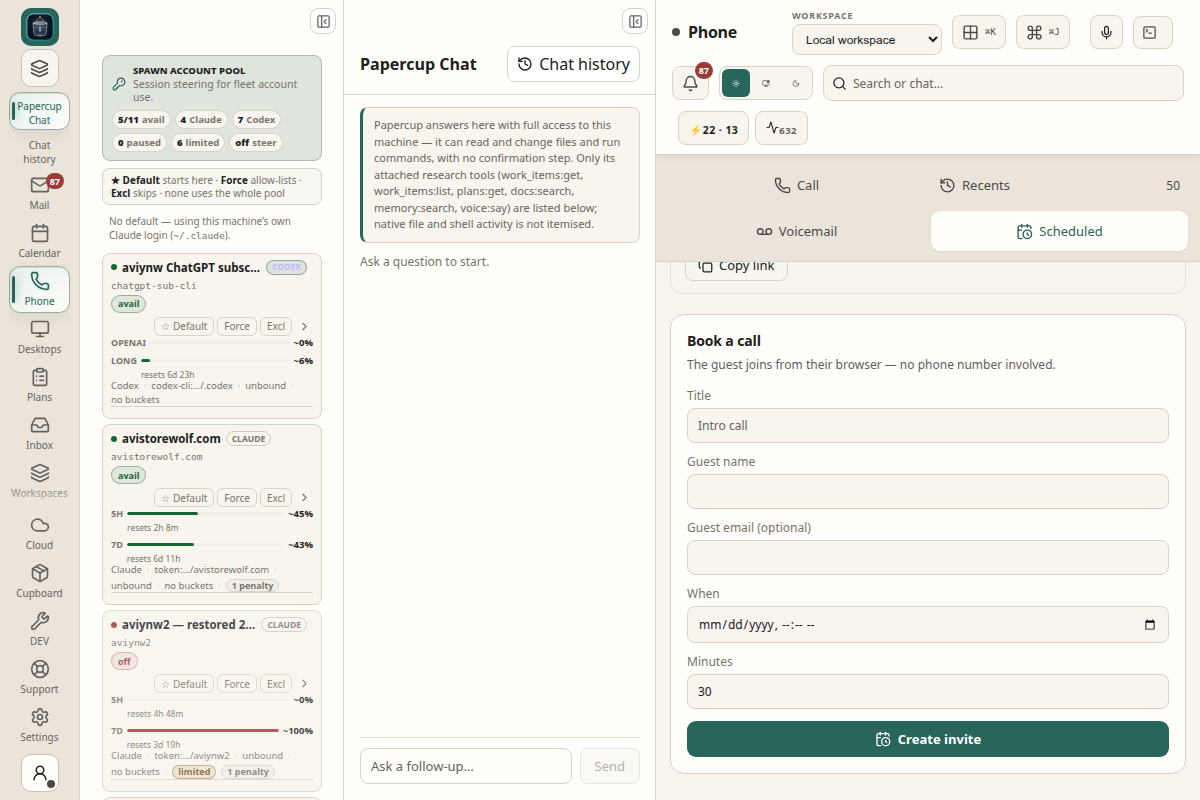 Papercup Chat
Chat history
87
Mail
Calendar
Phone
Desktops
Plans
Inbox
Workspaces
Cloud
Cupboard
DEV
Support
Settings
SPAWN ACCOUNT POOL
Session steering for fleet account
use.
5/11 avail
4 Claude
7 Codex
0 paused
6 limited
off steer
★ Default starts here · Force allow-lists ·
Excl skips · none uses the whole pool
No default — using this machine's own
Claude login (~/.claude).
aviynw ChatGPT subsc...
CODEX
chatgpt-sub-cli
avail
☆ Default
Force
Excl
OPENAI
~0%
LONG
~6%
resets 6d 23h
Codex · codex-cli:.../.codex · unbound ·
no buckets
avistorewolf.com
CLAUDE
avistorewolf.com
avail
☆ Default
Force
Excl
5H
~45%
resets 2h 8m
7D
~43%
resets 6d 11h
Claude · token:.../avistorewolf.com ·
unbound · no buckets · 1 penalty
aviynw2 — restored 2...
CLAUDE
aviynw2
off
☆ Default
Force
Excl
5H
~0%
resets 4h 48m
7D
~100%
resets 3d 19h
Claude · token:.../aviynw2 · unbound ·
no buckets · limited · 1 penalty
Papercup Chat
Chat history
Papercup answers here with full access to this
machine — it can read and change files and run
commands, with no confirmation step. Only its
attached research tools (work_items:get,
work_items:list, plans:get, docs:search,
memory:search, voice:say) are listed below;
native file and shell activity is not itemised.
Ask a question to start.
Ask a follow-up...
Send
Phone
WORKSPACE
Local workspace
⌘K
⌘J
87
Search or chat...
⚡22 · 13
632
Call
Recents
50
Voicemail
Scheduled
Copy link
Book a call
The guest joins from their browser — no phone number involved.
Title
Intro call
Guest name
Guest email (optional)
When
mm/dd/yyyy, --:-- --
Minutes
30
Create invite